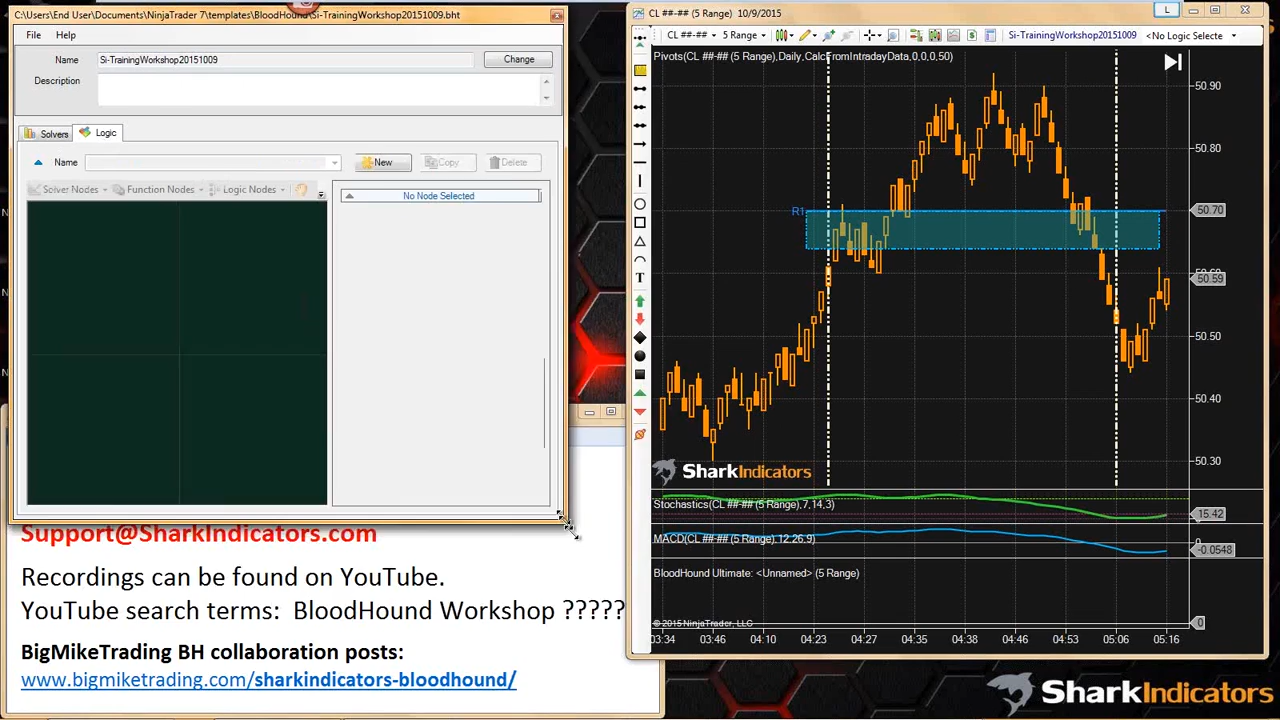 C:\Users\End User\Documents\NinjaTrader 7\templates\BloodHound\Si-TrainingWorkshop20151009.bht
File Help
Name Si-TrainingWorkshop20151009 Change
Description
Solvers Logic
Name New Copy Delete
Solver Nodes Function Nodes Logic Nodes
No Node Selected
Support@SharkIndicators.com
Recordings can be found on YouTube.
YouTube search terms: BloodHound Workshop ?????
BigMikeTrading BH collaboration posts:
www.bigmiketrading.com/sharkindicators-bloodhound/
CL ##-## (5 Range) 10/9/2015
L
CL ##-## 5 Range Si-TrainingWorkshop20151009 <No Logic Selecte
Pivots(CL ##-## (5 Range),Daily,CalcFromIntradayData,0,0,0,50)
50.90
50.80
R1
50.70
50.60
50.59
50.50
50.40
50.30
T
SharkIndicators
Stochastics(CL ##-## (5 Range),7,14,3)
15.42
MACD(CL ##-## (5 Range),12,26,9)
0
-0.0548
BloodHound Ultimate: <Unnamed> (5 Range)
© 2015 NinjaTrader, LLC
0
03:34 03:46 04:10 04:23 04:27 04:35 04:38 04:46 04:53 05:06 05:16
SharkIndicators